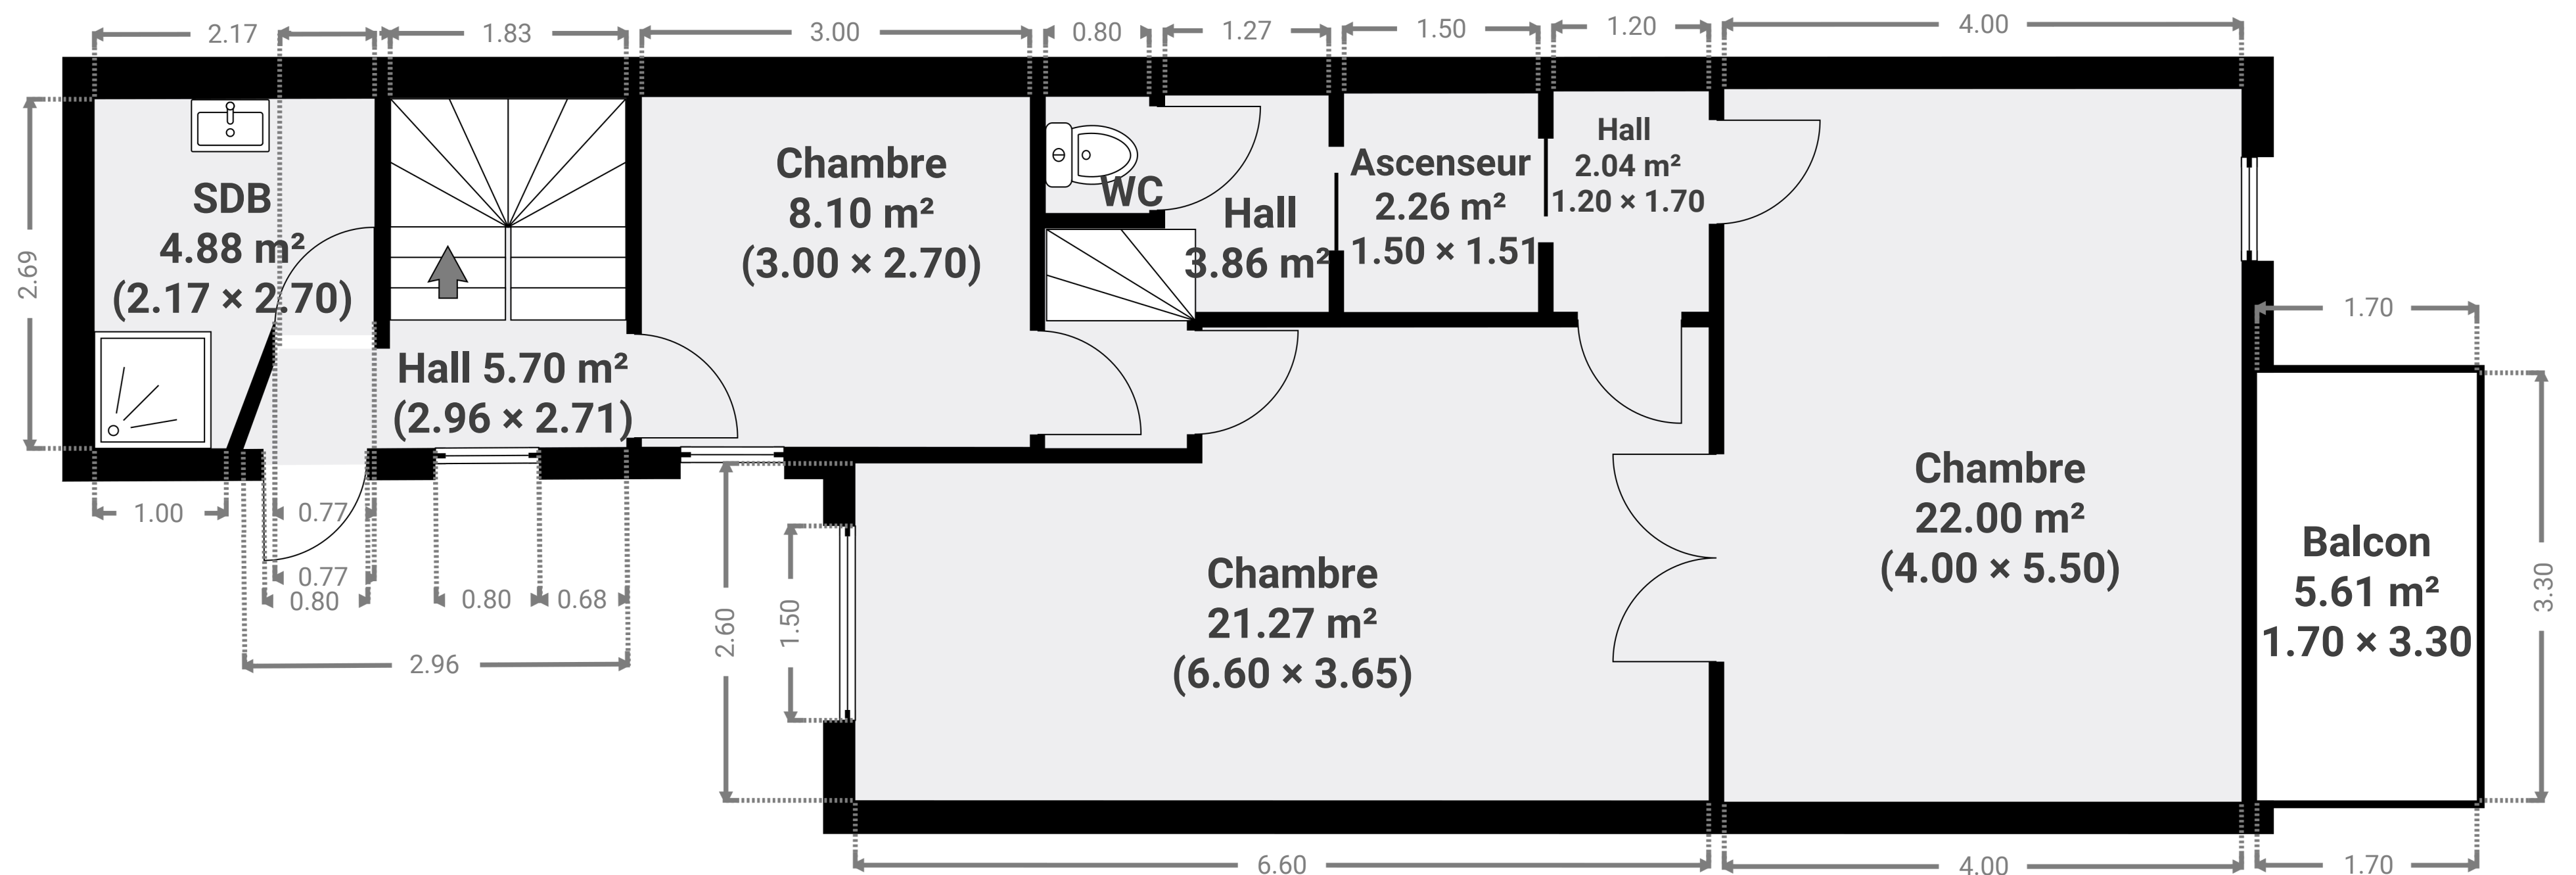 2.17
1.83
3.00
0.80
1.27
1.50
1.20
4.00
2.69
SDB
4.88 m²
(2.17 × 2.70)
Hall 5.70 m²
(2.96 × 2.71)
Chambre
8.10 m²
(3.00 × 2.70)
WC
Hall
3.86 m²
Ascenseur
2.26 m²
1.50 × 1.51
Hall
2.04 m²
1.20 × 1.70
1.70
Chambre
22.00 m²
(4.00 × 5.50)
Balcon
5.61 m²
1.70 × 3.30
3.30
Chambre
21.27 m²
(6.60 × 3.65)
1.00
0.77
0.77
0.80
0.80
0.68
2.96
2.60
1.50
6.60
4.00
1.70